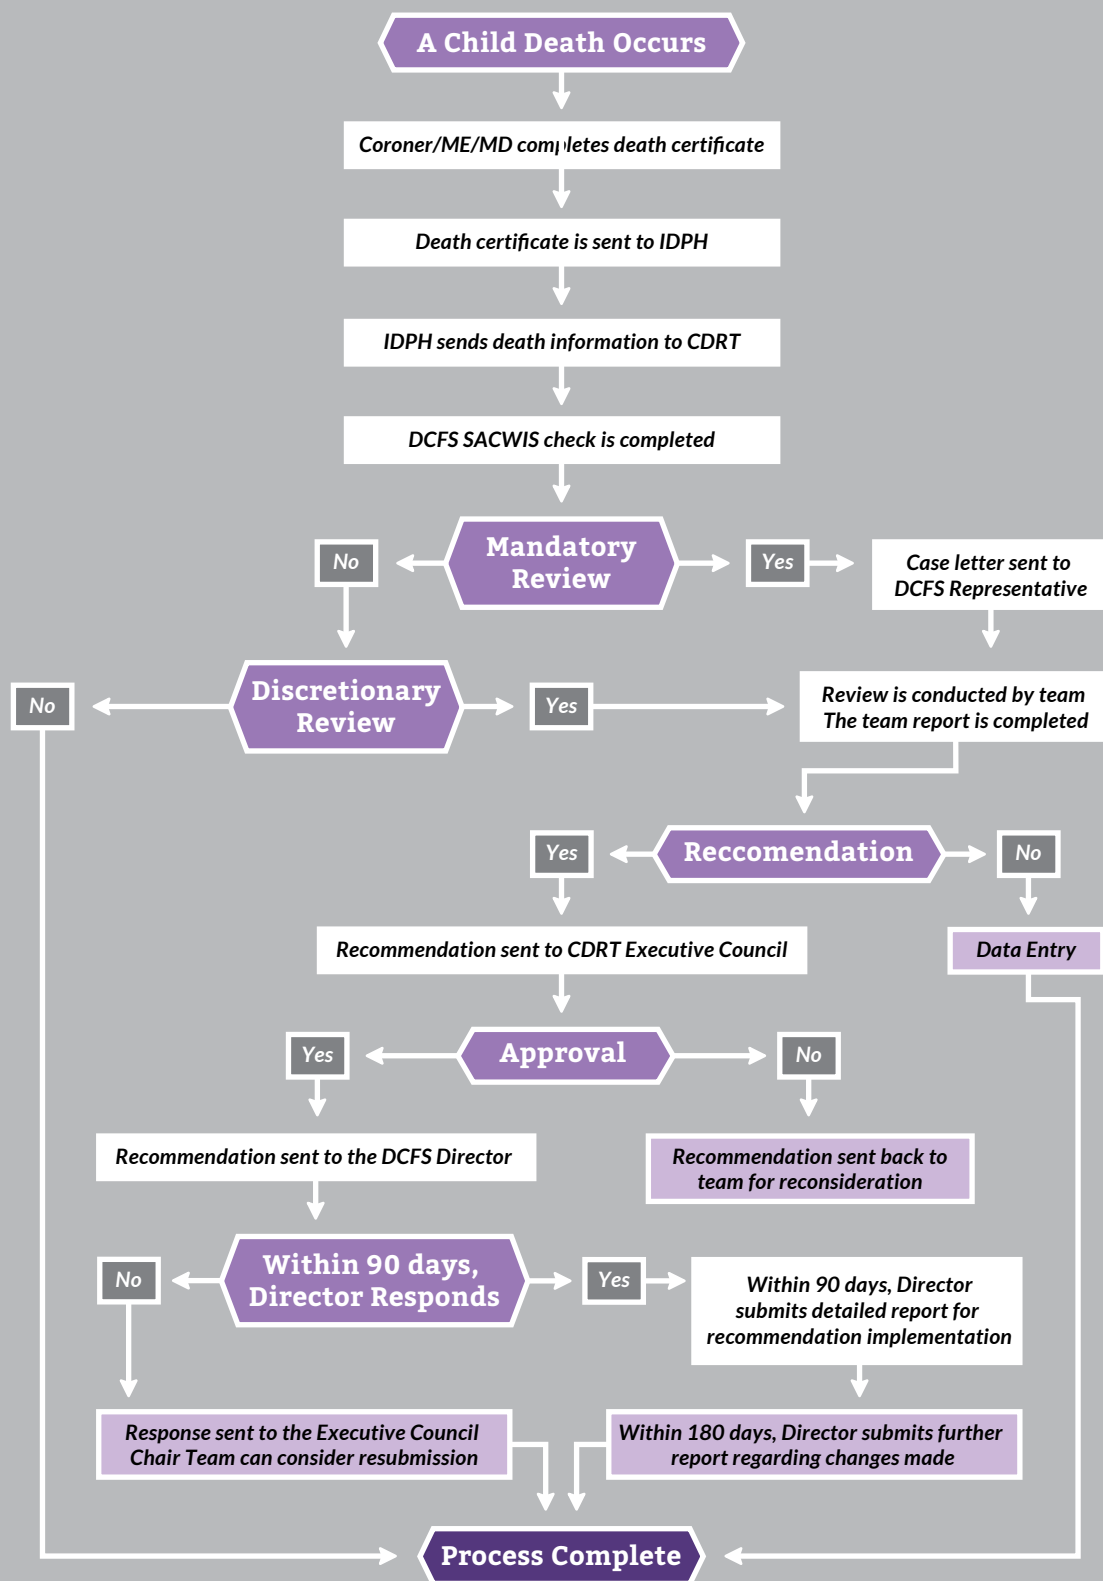 A Child Death Occurs
Coroner/ME/MD completes death certificate
Death certificate is sent to IDPH
IDPH sends death information to CDRT
DCFS SACWIS check is completed
Mandatory
Review
No
Yes
Case letter sent to
DCFS Representative
Discretionary
Review
No
Yes
Review is conducted by team
The team report is completed
Reccomendation
Yes
No
Recommendation sent to CDRT Executive Council
Data Entry
Approval
Yes
No
Recommendation sent to the DCFS Director
Recommendation sent back to
team for reconsideration
Within 90 days,
Director Responds
No
Yes
Within 90 days, Director
submits detailed report for
recommendation implementation
Response sent to the Executive Council
Chair Team can consider resubmission
Within 180 days, Director submits further
report regarding changes made
Process Complete